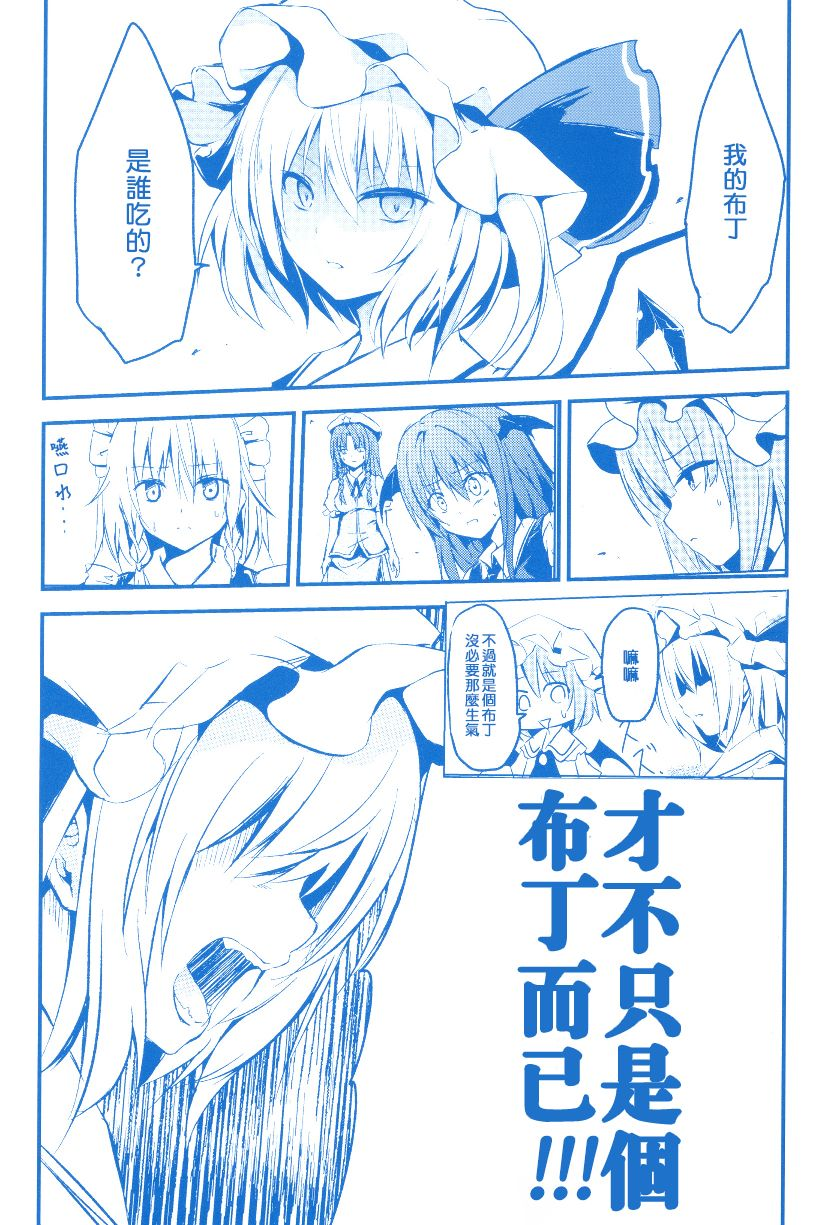 我的布丁
是誰吃的？
嚥口水...
嘛嘛
不過就是個布丁
沒必要那麼生氣
才不只是個
布丁而已!!!